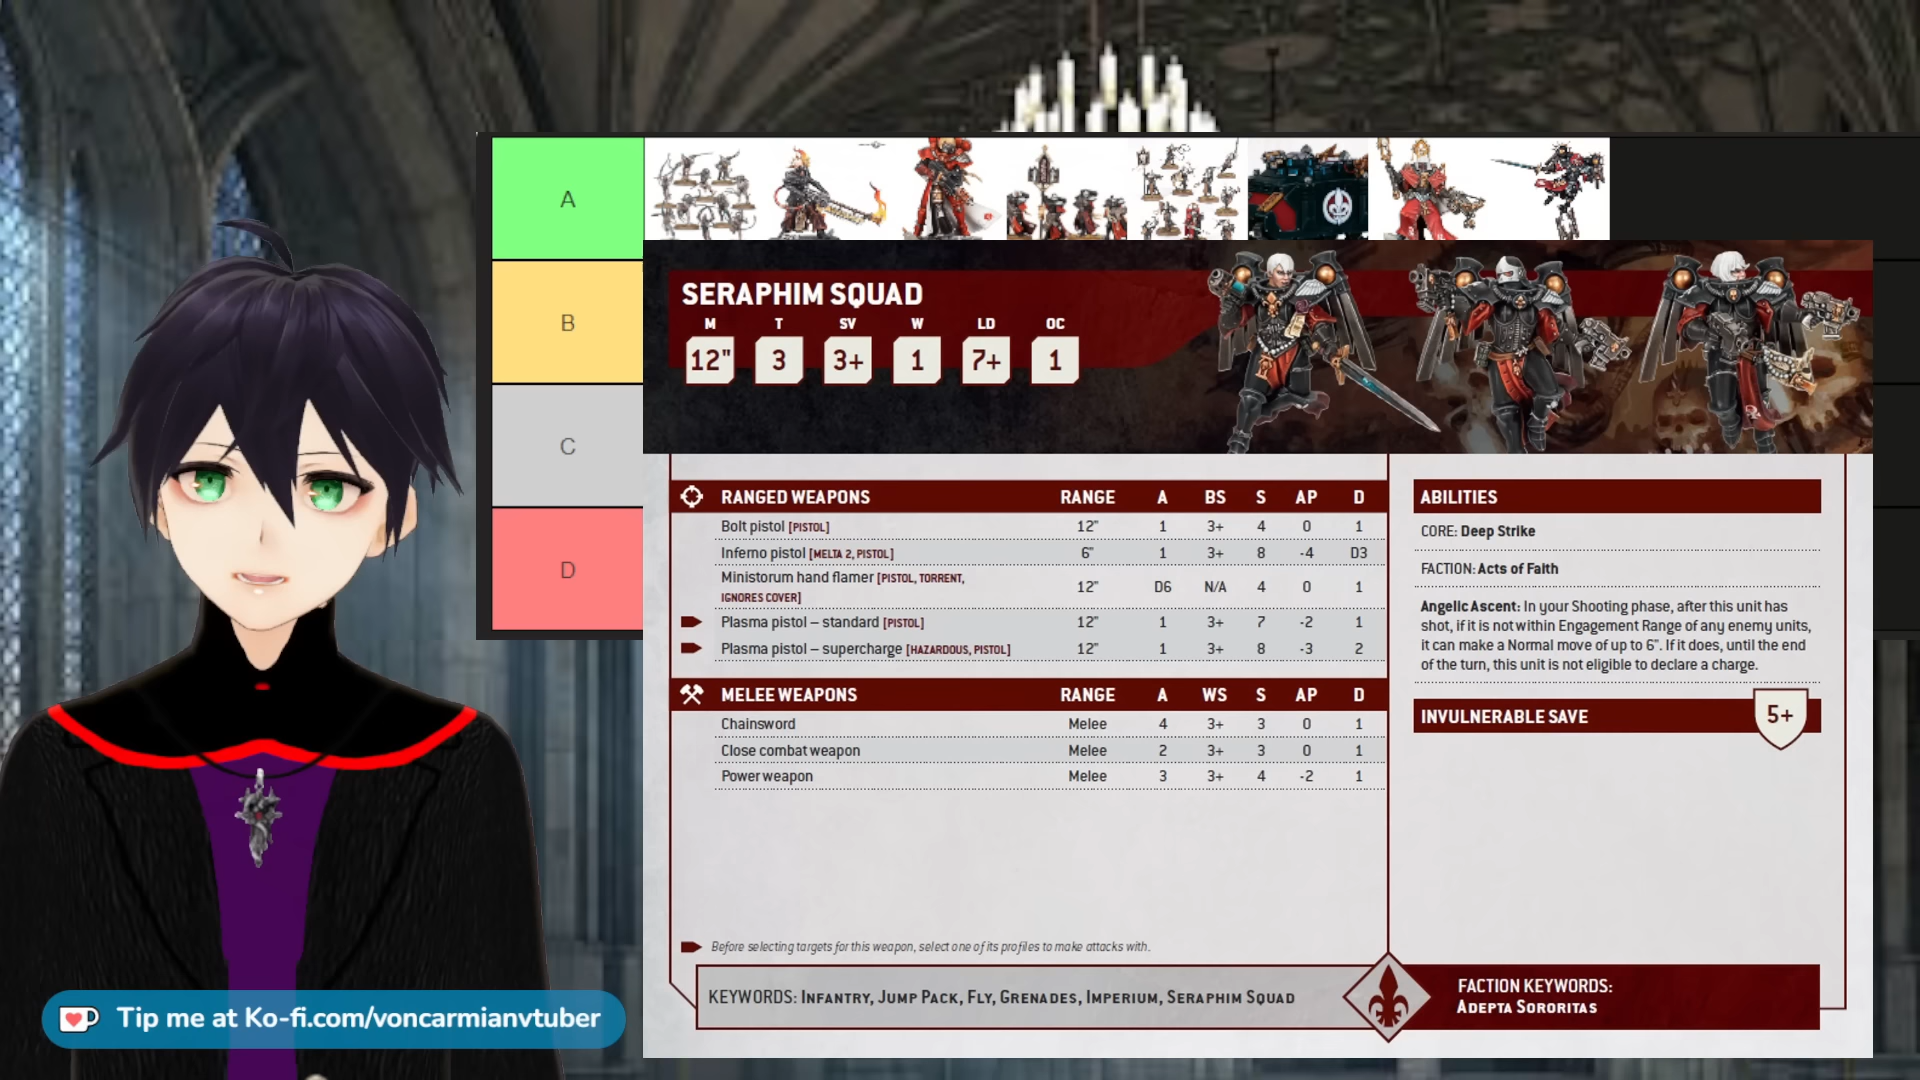 A
B
C
D
SERAPHIM SQUAD
M T SV W LD OC
12" 3 3+ 1 7+ 1
RANGED WEAPONS RANGE A BS S AP D
Bolt pistol [PISTOL] 12" 1 3+ 4 0 1
Inferno pistol [MELTA 2, PISTOL] 6" 1 3+ 8 -4 D3
Ministorum hand flamer [PISTOL, TORRENT,
IGNORES COVER] 12" D6 N/A 4 0 1
Plasma pistol – standard [PISTOL] 12" 1 3+ 7 -2 1
Plasma pistol – supercharge [HAZARDOUS, PISTOL] 12" 1 3+ 8 -3 2
MELEE WEAPONS RANGE A WS S AP D
Chainsword Melee 4 3+ 3 0 1
Close combat weapon Melee 2 3+ 3 0 1
Power weapon Melee 3 3+ 4 -2 1
Before selecting targets for this weapon, select one of its profiles to make attacks with.
KEYWORDS: INFANTRY, JUMP PACK, FLY, GRENADES, IMPERIUM, SERAPHIM SQUAD
ABILITIES
CORE: Deep Strike
FACTION: Acts of Faith
Angelic Ascent: In your Shooting phase, after this unit has
shot, if it is not within Engagement Range of any enemy units,
it can make a Normal move of up to 6". If it does, until the end
of the turn, this unit is not eligible to declare a charge.
INVULNERABLE SAVE 5+
FACTION KEYWORDS:
ADEPTA SORORITAS
Tip me at Ko-fi.com/voncarmianvtuber